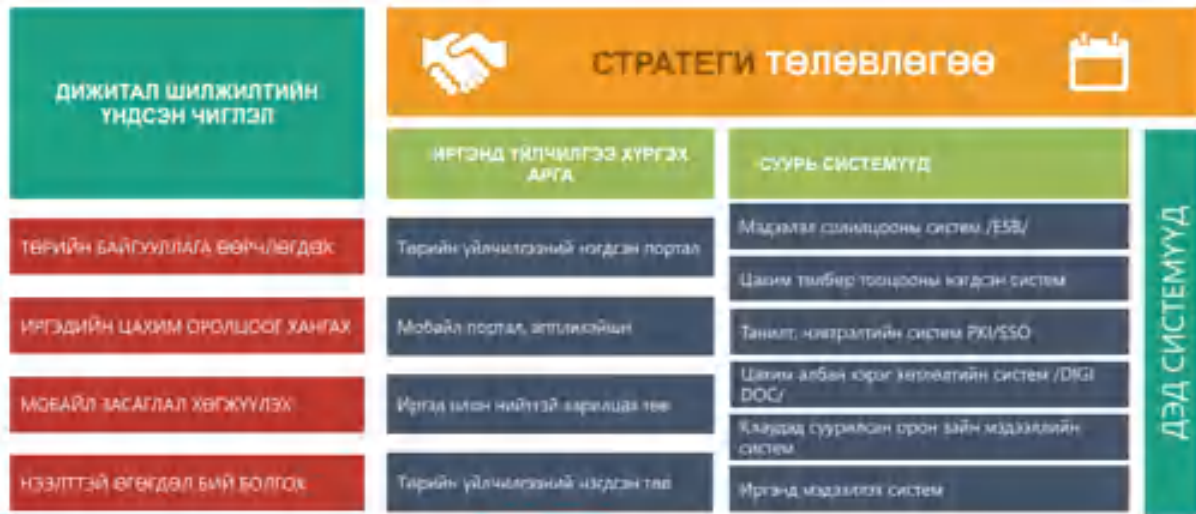 ДИЖИТАЛ ШИЛЖИЛТИЙН
ҮНДСЭН ЧИГЛЭЛ
СТРАТЕГИ ТӨЛӨВЛӨГӨӨ
ИРГЭНД ҮЙЛЧИЛГЭЭ ХҮРГЭХ
АРГА
СУУРЬ СИСТЕМҮҮД
ДЭД СИСТЕМҮҮД
ТӨРИЙН БАЙГУУЛЛАГА ӨӨРЧЛӨГДӨХ
ИРГЭДИЙН ЦАХИМ ОРОЛЦООГ ХАНГАХ
МОБАЙЛ ЗАСАГЛАЛ ХӨГЖҮҮЛЭХ
НЭЭЛТТЭЙ ӨГӨГДӨЛ БИЙ БОЛГОХ
Төрийн үйлчилгээний нэгдсэн портал
Мобайл портал, аппликэйшн
Иргэд олон нийттэй харилцах төв
Төрийн үйлчилгээний нэгдсэн төв
Мэдээлэл солилцооны систем /ESB/
Цахим төлбөр тооцооны нэгдсэн систем
Танилт, нэвтрэлтийн систем PKI/SSO
Цахим албан хэрэг хөтлөлтийн систем /DIGI
DOC/
Клаудад суурилсан орон зайн мэдээллийн
систем
Иргэнд мэдээлэх систем